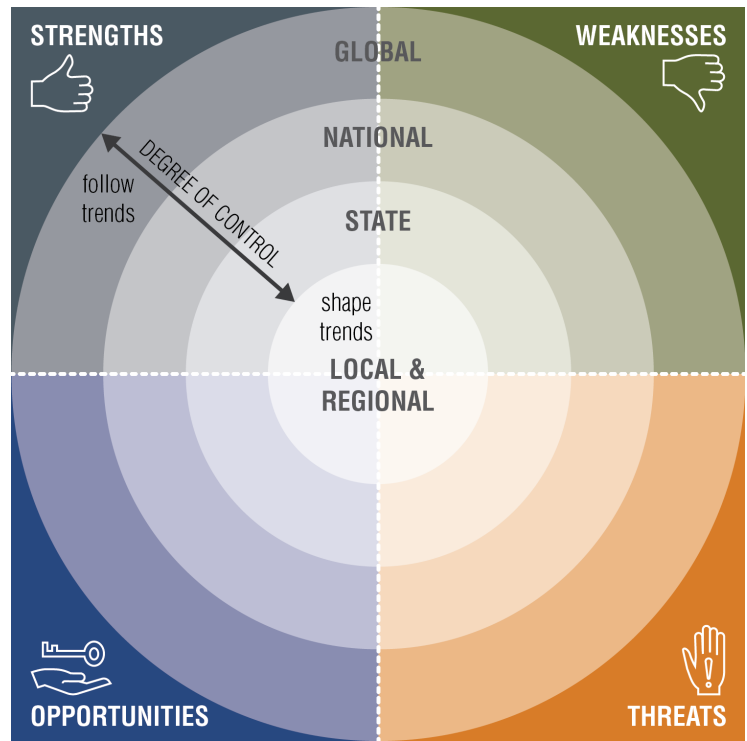 STRENGTHS
WEAKNESSES
GLOBAL
NATIONAL
DEGREE OF CONTROL
follow
trends
STATE
shape
trends
LOCAL &
REGIONAL
OPPORTUNITIES
THREATS